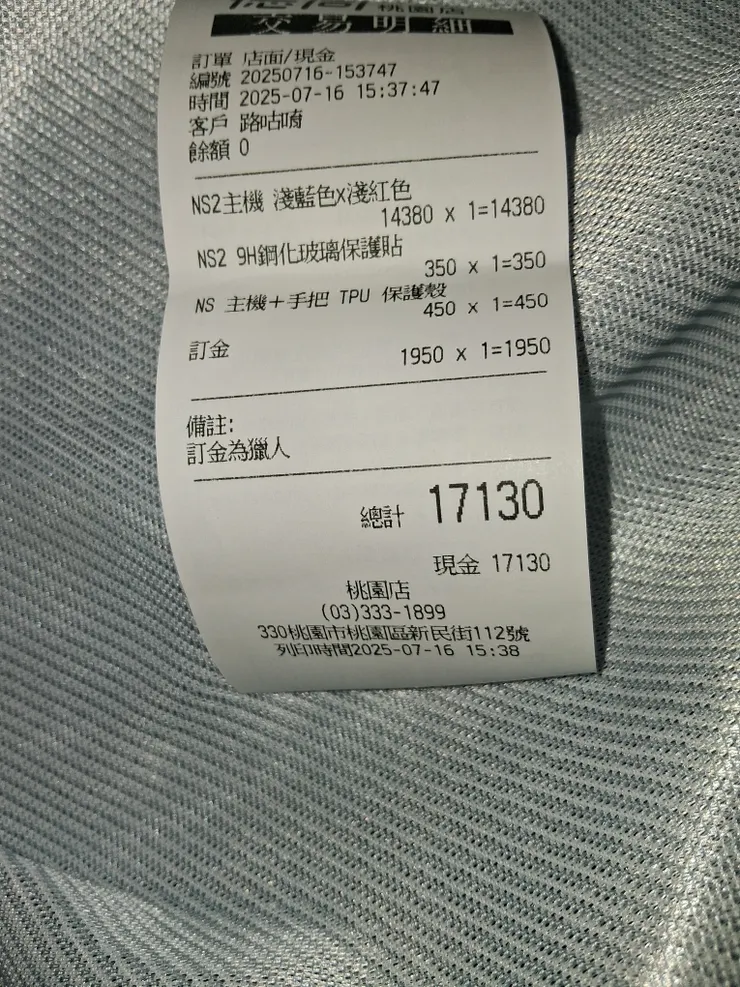 桃園店
交易明細
訂單 店面/現金
編號 20250716-153747
時間 2025-07-16 15:37:47
客戶 路咕嘀
餘額 0
NS2主機 淺藍色X淺紅色
14380 x 1=14380
NS2 9H鋼化玻璃保護貼
350 x 1=350
NS 主機+手把 TPU 保護殼
450 x 1=450
訂金
1950 x 1=1950
備註:
訂金為獵人
總計 17130
現金 17130
桃園店
(03)333-1899
330桃園市桃園區新民街112號
列印時間2025-07-16 15:38